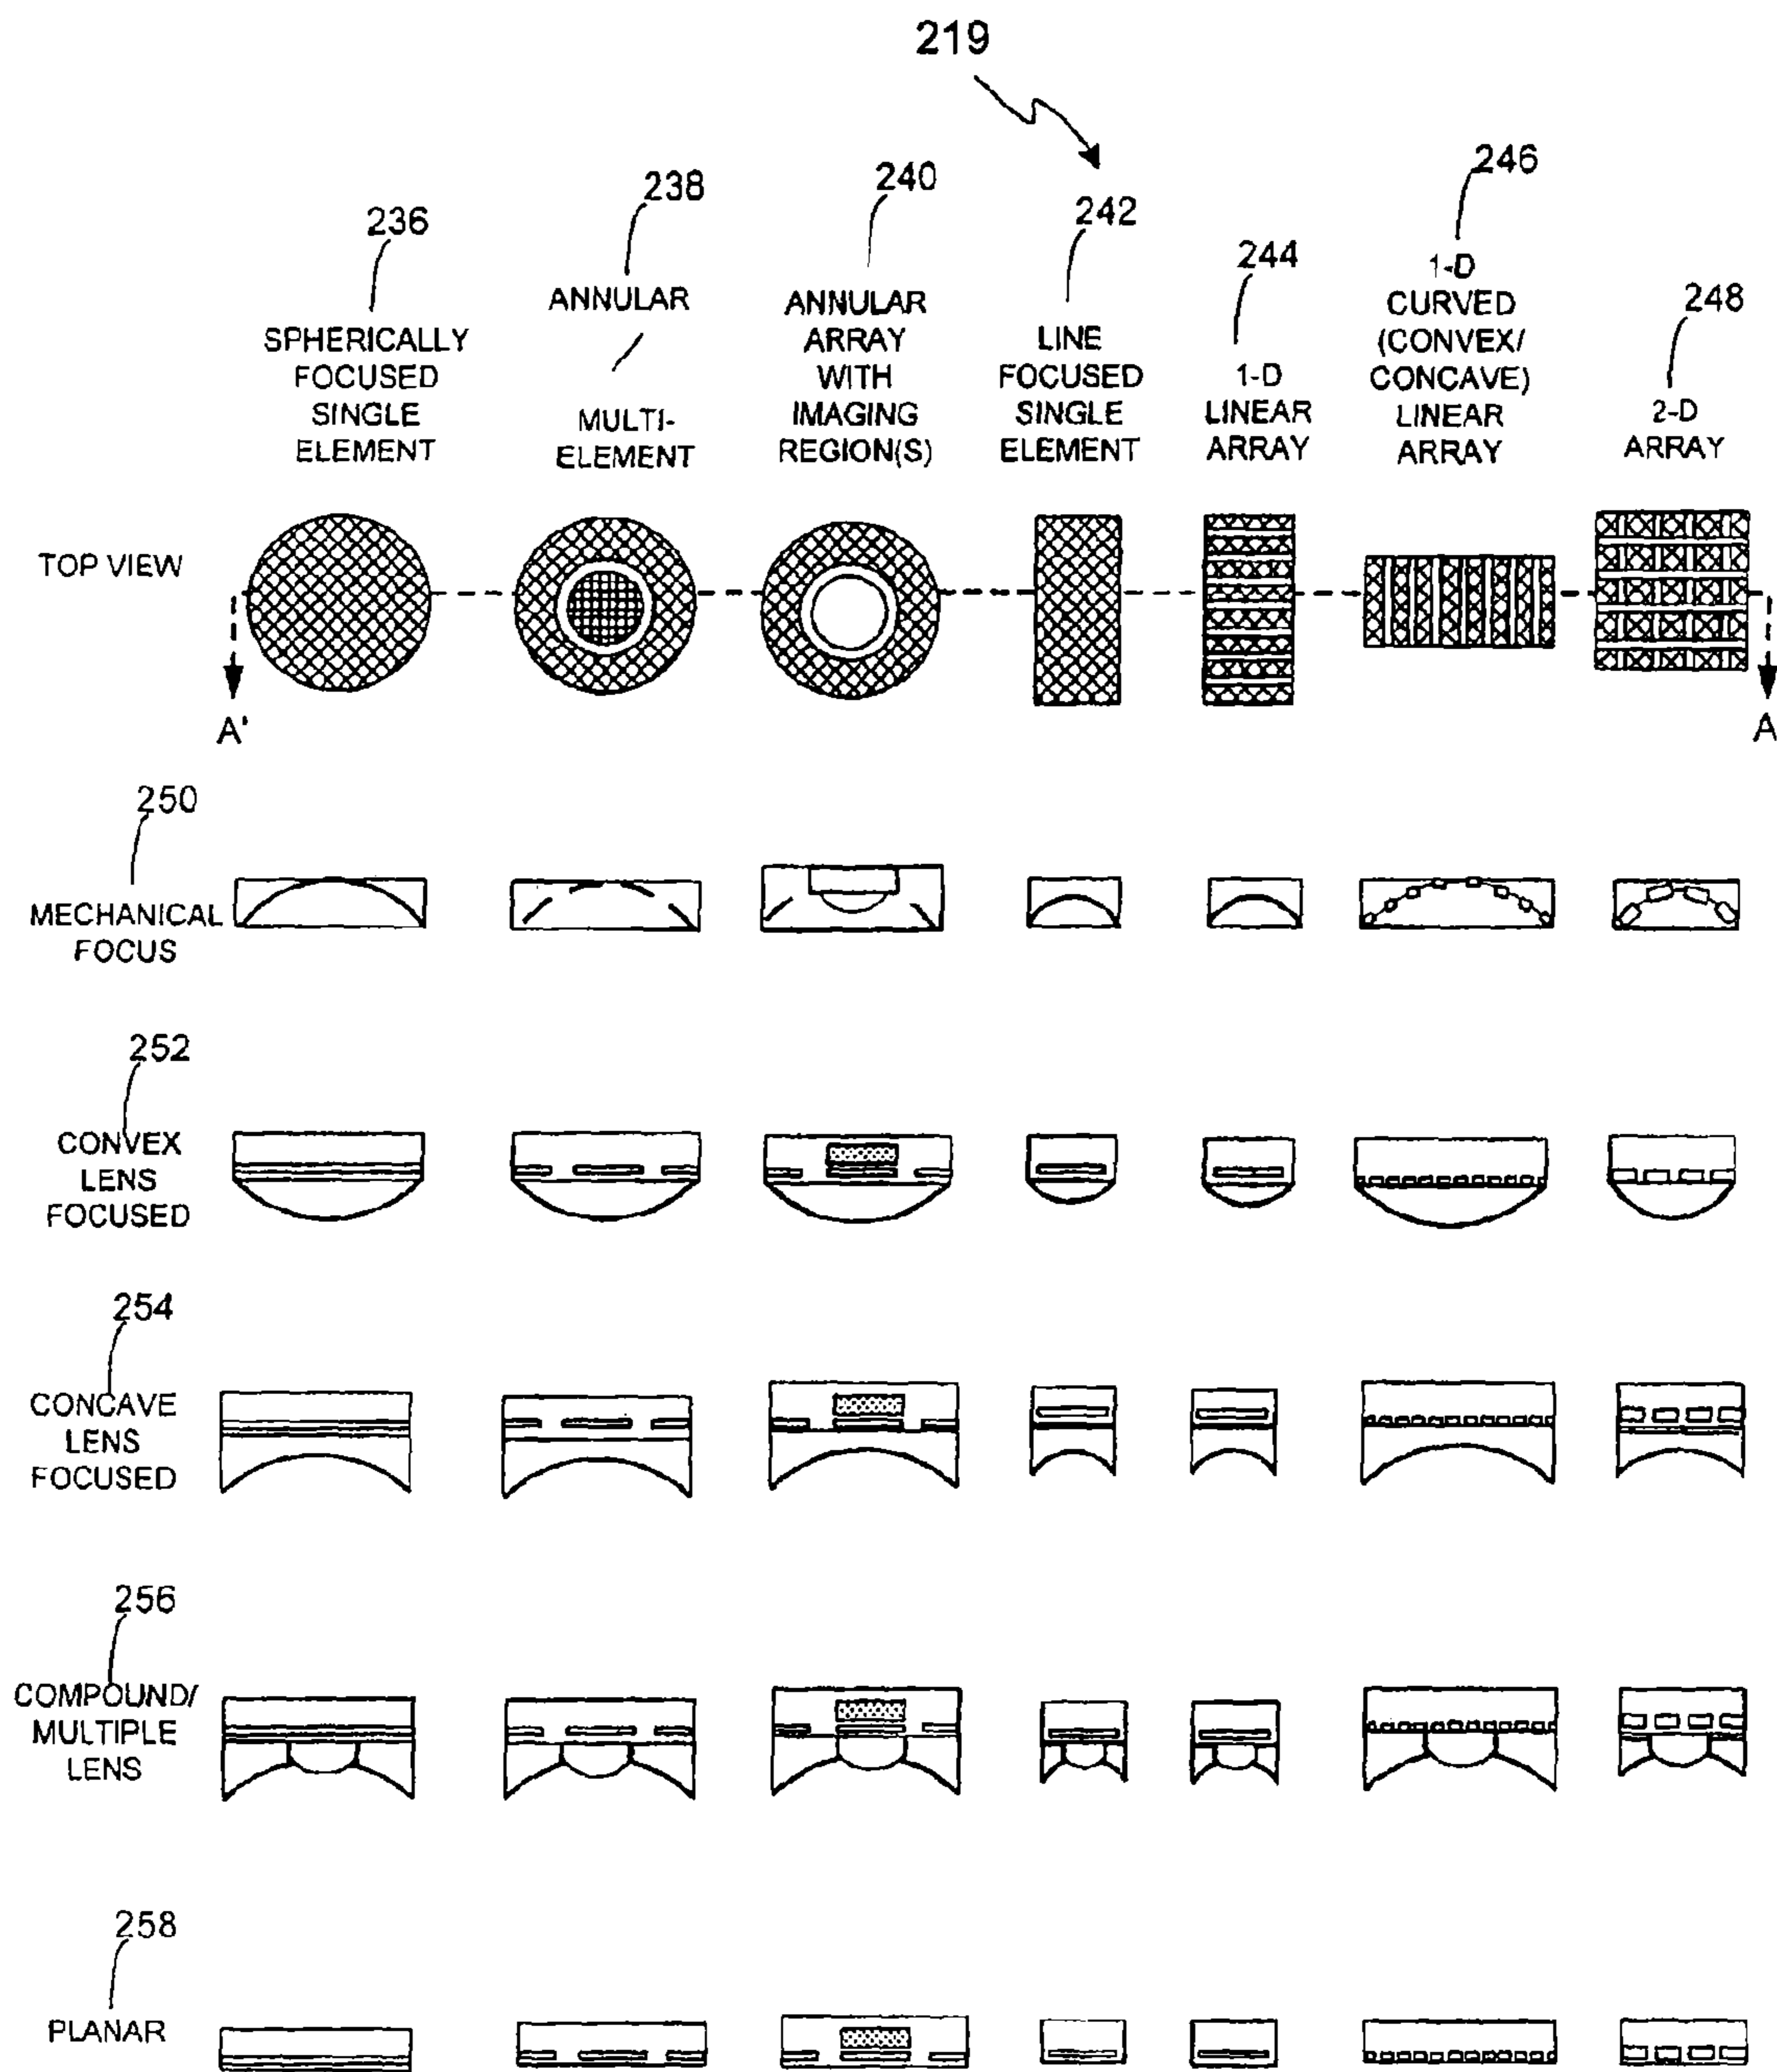 219
236
238
240
242
244
246
248
SPHERICALLY
FOCUSED
SINGLE
ELEMENT
ANNULAR
MULTI-
ELEMENT
ANNULAR
ARRAY
WITH
IMAGING
REGION(S)
LINE
FOCUSED
SINGLE
ELEMENT
1-D
LINEAR
ARRAY
1-D
CURVED
(CONVEX/
CONCAVE)
LINEAR
ARRAY
2-D
ARRAY
TOP VIEW
A'
A
250
MECHANICAL
FOCUS
252
CONVEX
LENS
FOCUSED
254
CONCAVE
LENS
FOCUSED
256
COMPOUND/
MULTIPLE
LENS
258
PLANAR